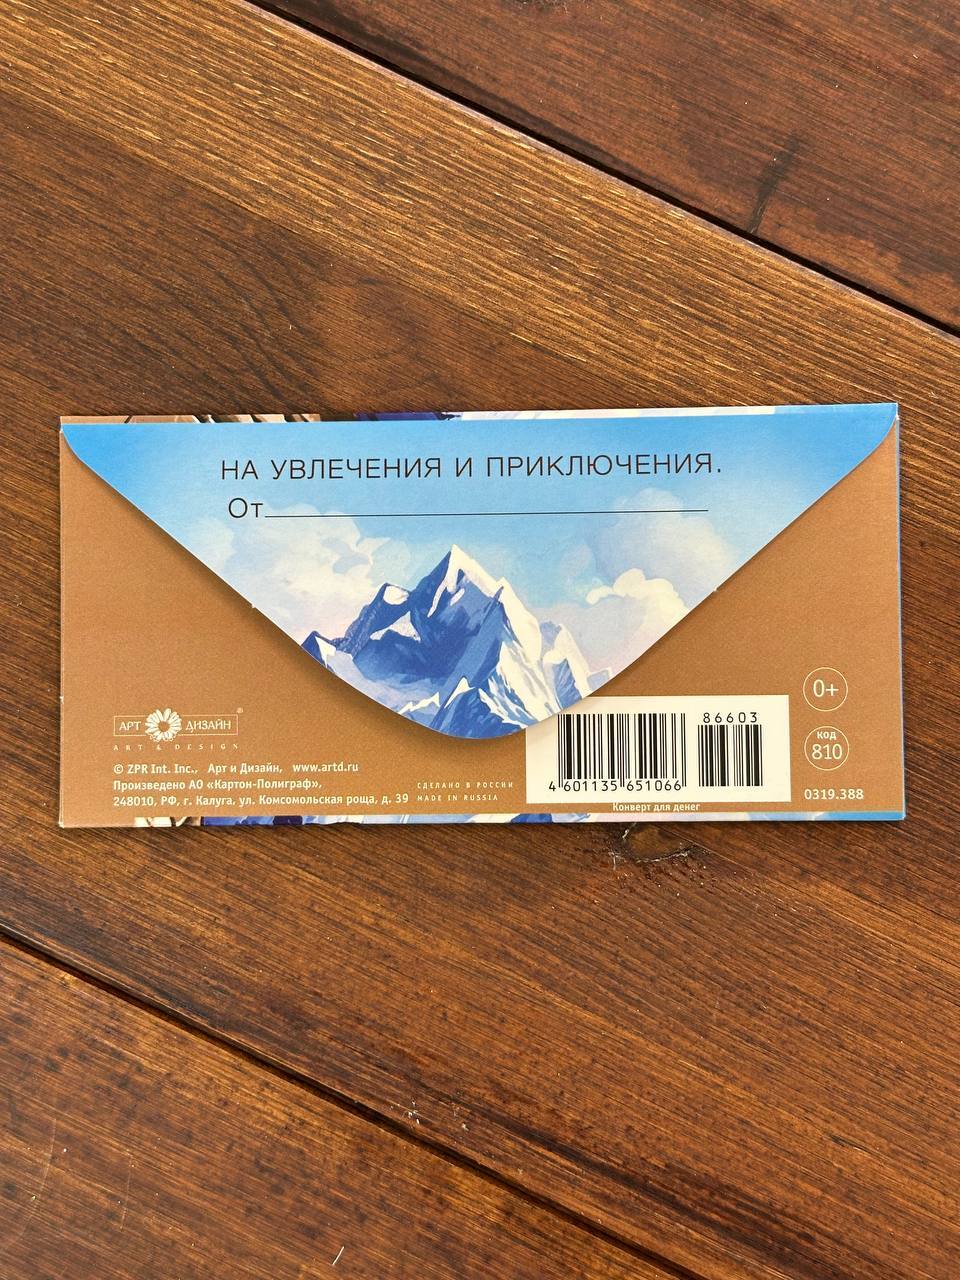 НА УВЛЕЧЕНИЯ И ПРИКЛЮЧЕНИЯ.
От
АРТ ДИЗАЙН ®
ART & DESIGN
© ZPR Int. Inc., Арт и Дизайн, www.artd.ru
Произведено АО «Картон-Полиграф»,
248010, РФ, г. Калуга, ул. Комсомольская роща, д. 39
СДЕЛАНО В РОССИИ
MADE IN RUSSIA
86603
4 601135 651066
Конверт для денег
0+
код
810
0319.388